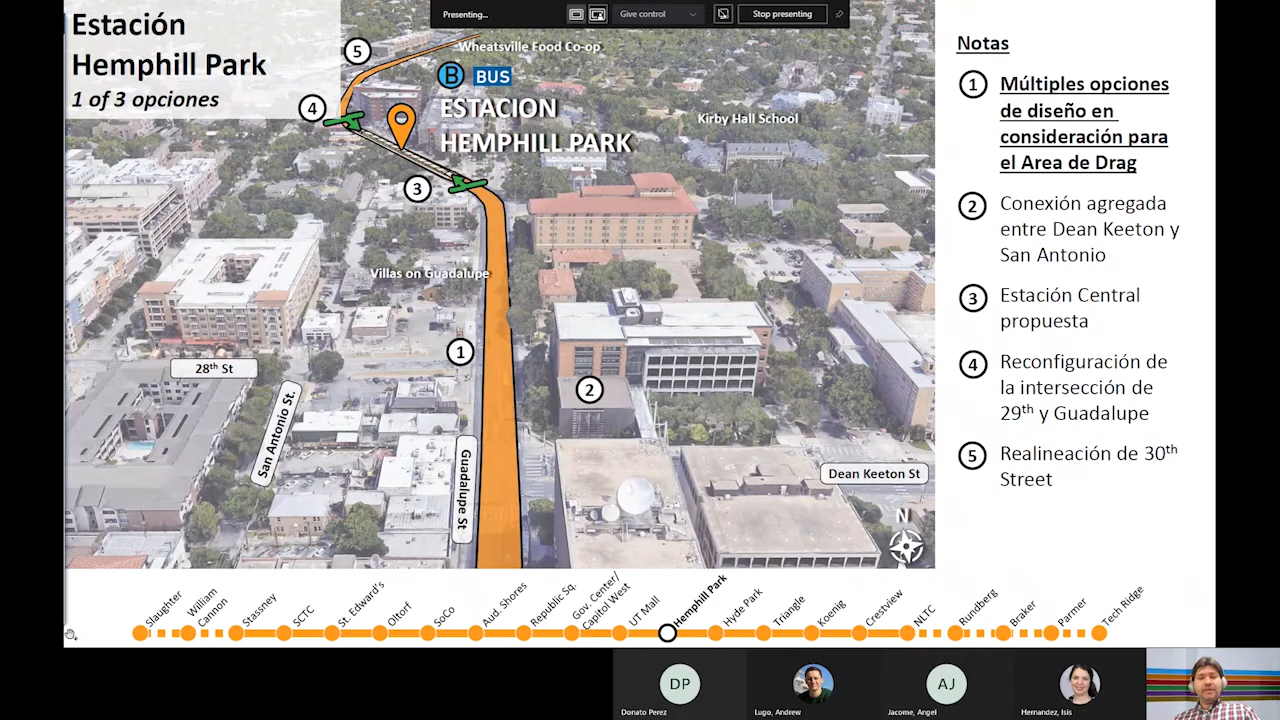 Presenting...
Give control
Stop presenting
Estación
Hemphill Park
1 of 3 opciones
5
Wheatsville Food Co-op
B BUS
4
ESTACION
HEMPHILL PARK
Kirby Hall School
3
Villas on Guadalupe
1
28th St
2
San Antonio St.
Guadalupe St
Dean Keeton St
N
Notas
1 Múltiples opciones
de diseño en
consideración para
el Area de Drag
2 Conexión agregada
entre Dean Keeton y
San Antonio
3 Estación Central
propuesta
4 Reconfiguración de
la intersección de
29th y Guadalupe
5 Realineación de 30th
Street
Slaughter
William
Cannon
Stassney
SCTC
St. Edward's
Oltorf
SoCo
Aud. Shores
Republic Sq.
Gov. Center/
Capitol West
UT Mall
Hemphill Park
Hyde Park
Triangle
Koenig
Crestview
NLTC
Rundberg
Braker
Parmer
Tech Ridge
DP
Donato Perez
Lugo, Andrew
AJ
Jacome, Angel
Hernandez, Isis